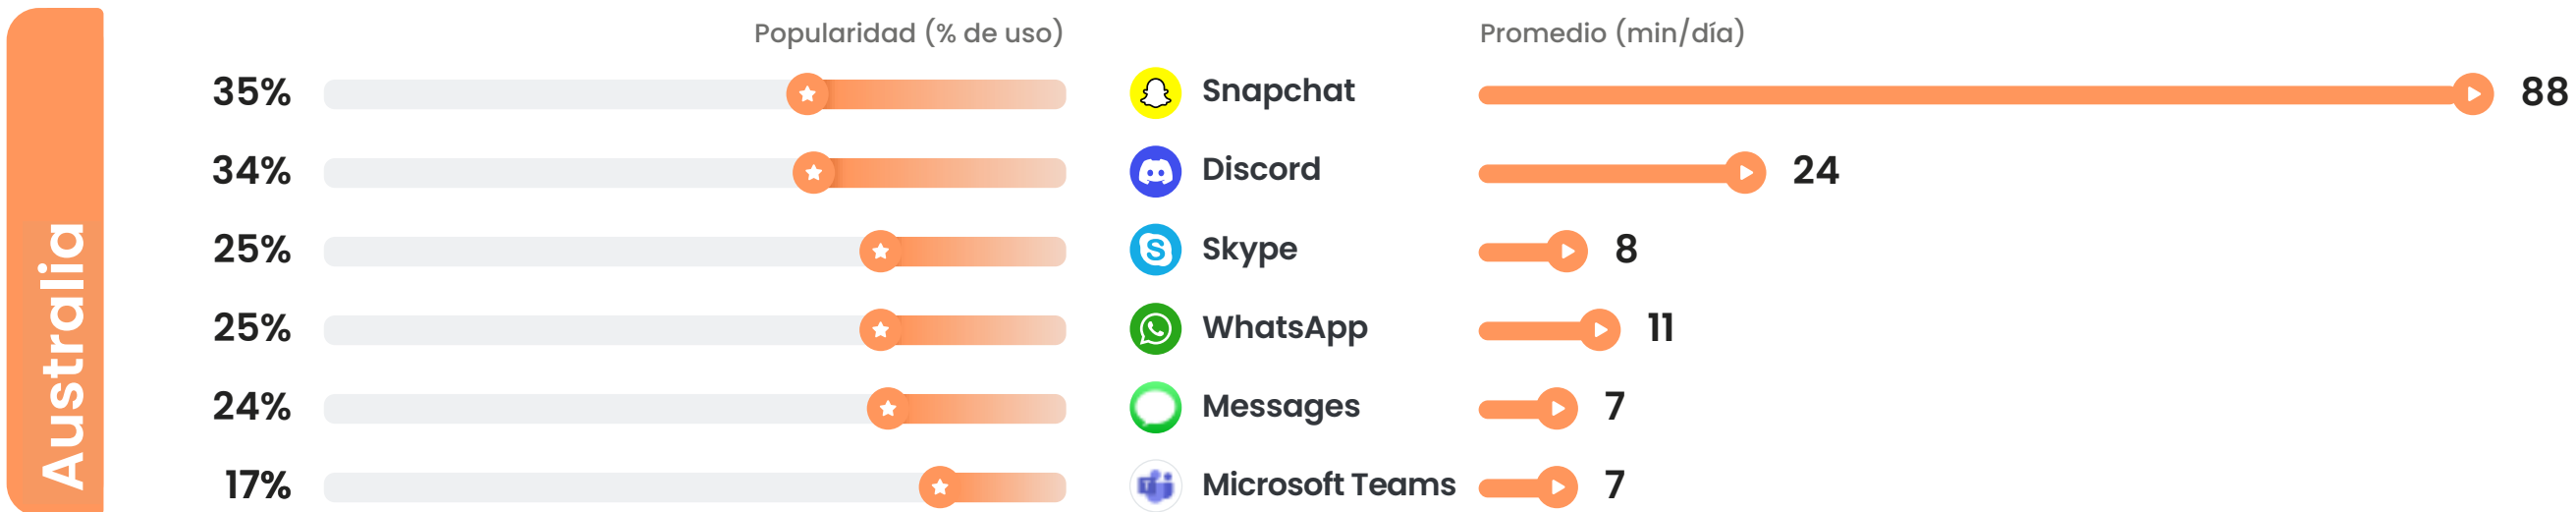 Australia
Popularidad (% de uso) Promedio (min/día)
35% Snapchat 88
34% Discord 24
25% Skype 8
25% WhatsApp 11
24% Messages 7
17% Microsoft Teams 7